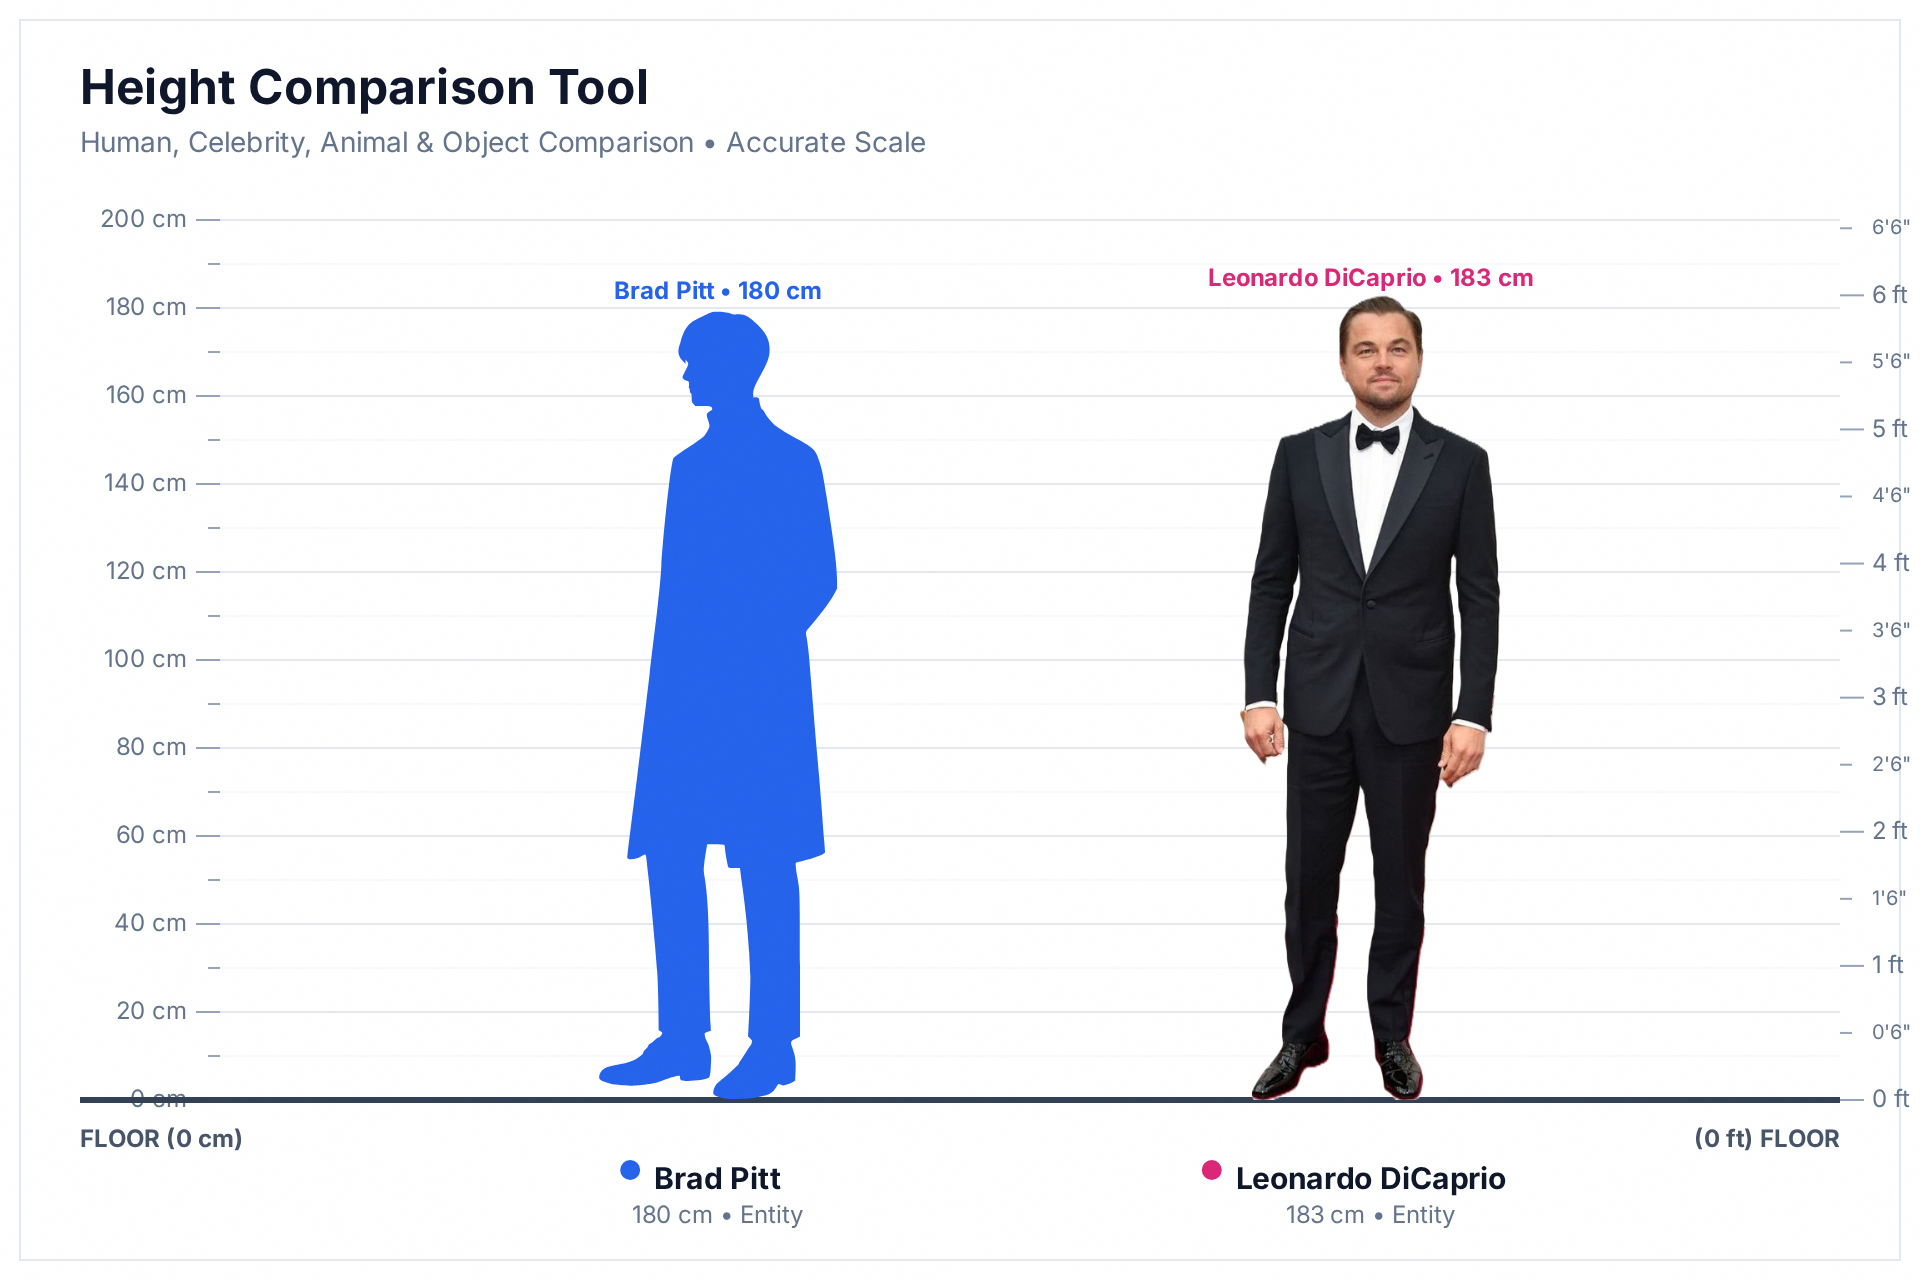 Height Comparison Tool
Human, Celebrity, Animal & Object Comparison • Accurate Scale
200 cm
180 cm
160 cm
140 cm
120 cm
100 cm
80 cm
60 cm
40 cm
20 cm
0 cm
Brad Pitt • 180 cm
Leonardo DiCaprio • 183 cm
6'6"
6 ft
5'6"
5 ft
4'6"
4 ft
3'6"
3 ft
2'6"
2 ft
1'6"
1 ft
0'6"
0 ft
FLOOR (0 cm)
(0 ft) FLOOR
Brad Pitt
180 cm • Entity
Leonardo DiCaprio
183 cm • Entity